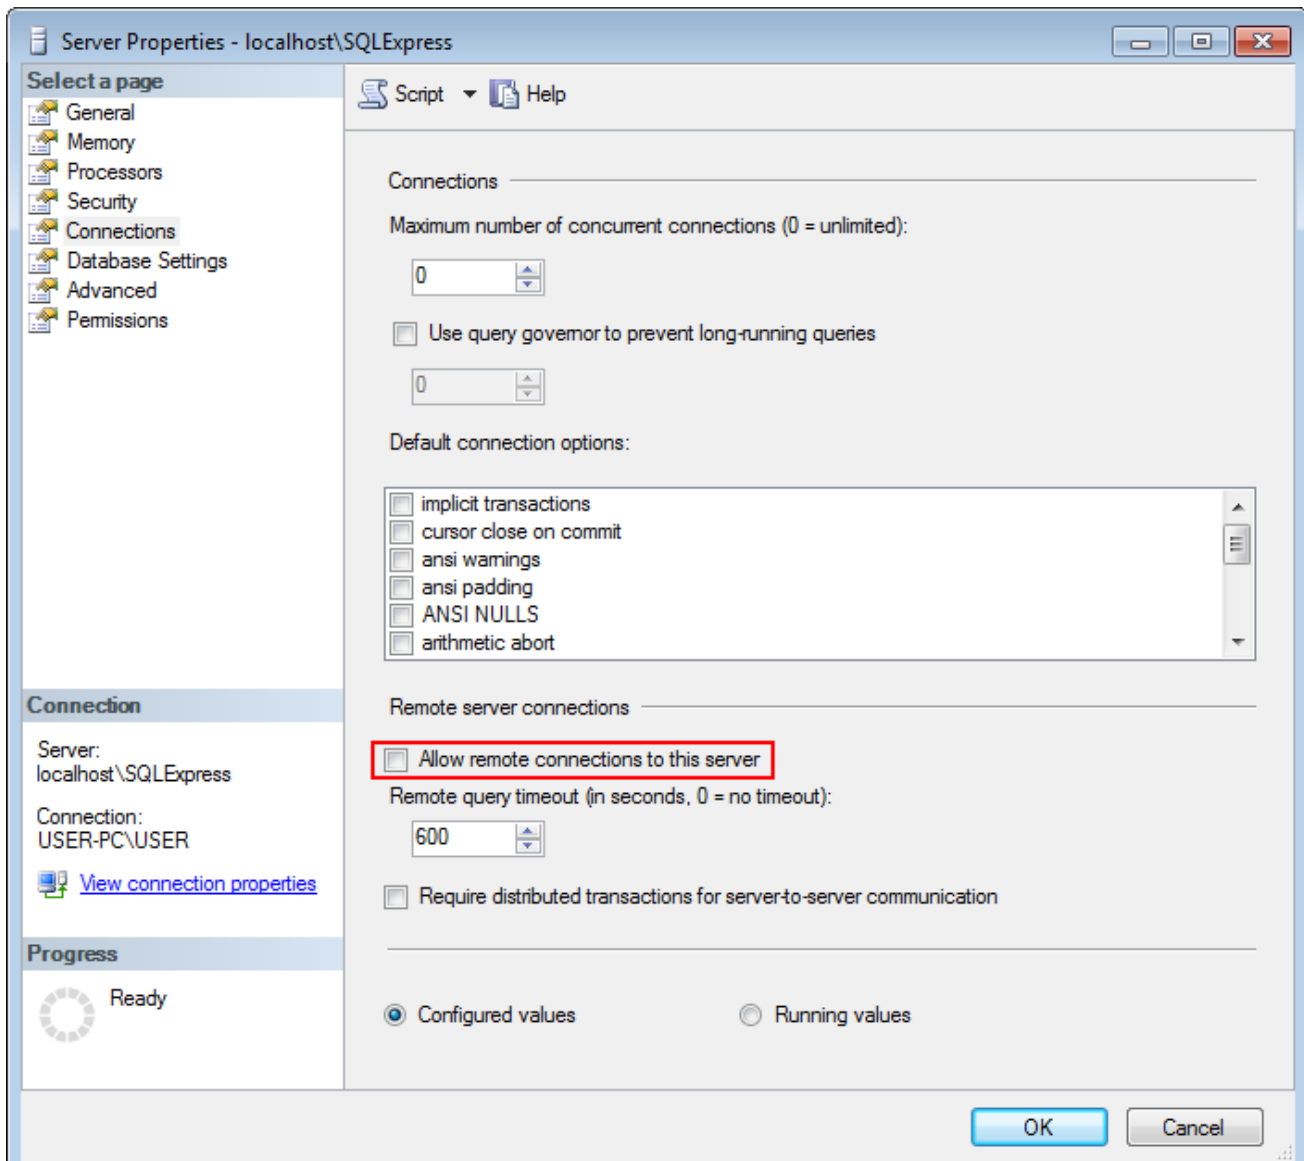 Server Properties - localhost\SQLExpress
Select a page
General
Memory
Processors
Security
Connections
Database Settings
Advanced
Permissions
Connection
Server:
localhost\SQLExpress
Connection:
USER-PC\USER
View connection properties
Progress
Ready
Script
Help
Connections
Maximum number of concurrent connections (0 = unlimited):
0
Use query governor to prevent long-running queries
0
Default connection options:
implicit transactions
cursor close on commit
ansi warnings
ansi padding
ANSI NULLS
arithmetic abort
Remote server connections
Allow remote connections to this server
Remote query timeout (in seconds, 0 = no timeout):
600
Require distributed transactions for server-to-server communication
Configured values
Running values
OK
Cancel